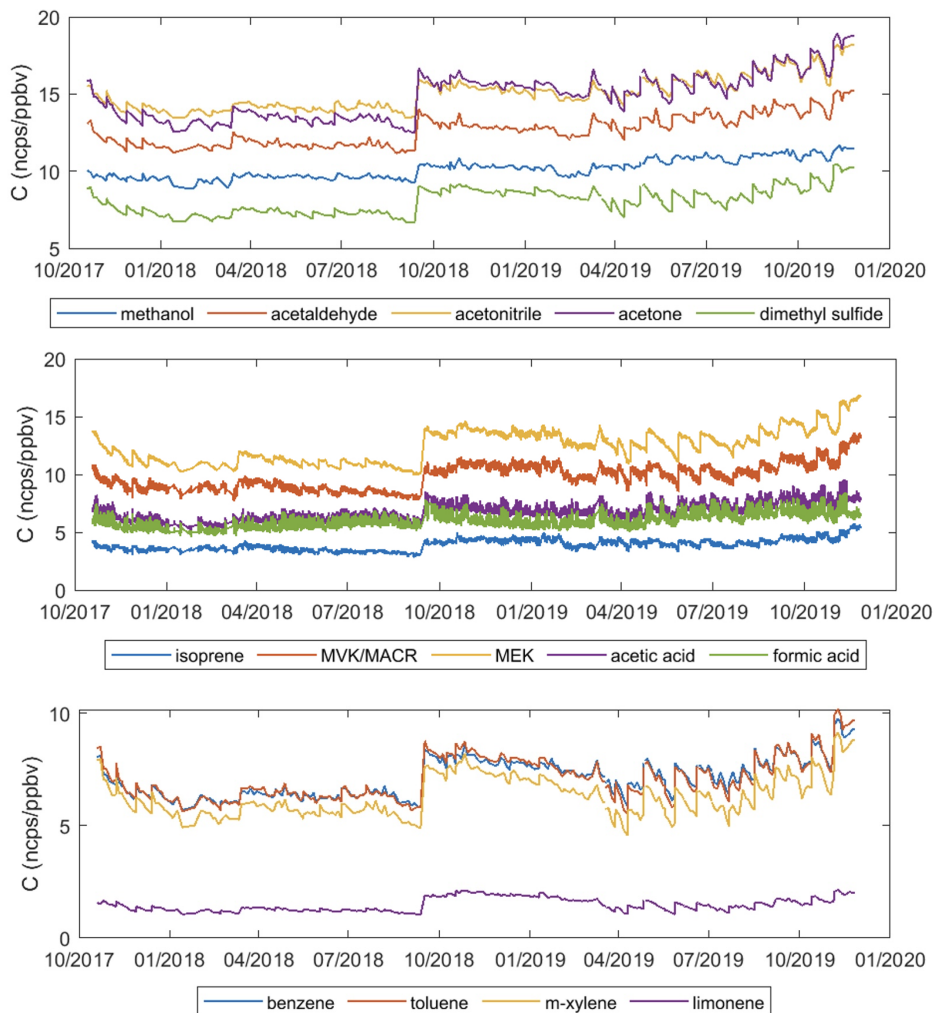 20
15
10
5
C (ncps/ppbv)
10/2017 01/2018 04/2018 07/2018 10/2018 01/2019 04/2019 07/2019 10/2019 01/2020
methanol acetaldehyde acetonitrile acetone dimethyl sulfide
20
15
10
5
0
C (ncps/ppbv)
10/2017 01/2018 04/2018 07/2018 10/2018 01/2019 04/2019 07/2019 10/2019 01/2020
isoprene MVK/MACR MEK acetic acid formic acid
10
5
0
C (ncps/ppbv)
10/2017 01/2018 04/2018 07/2018 10/2018 01/2019 04/2019 07/2019 10/2019 01/2020
benzene toluene m-xylene limonene